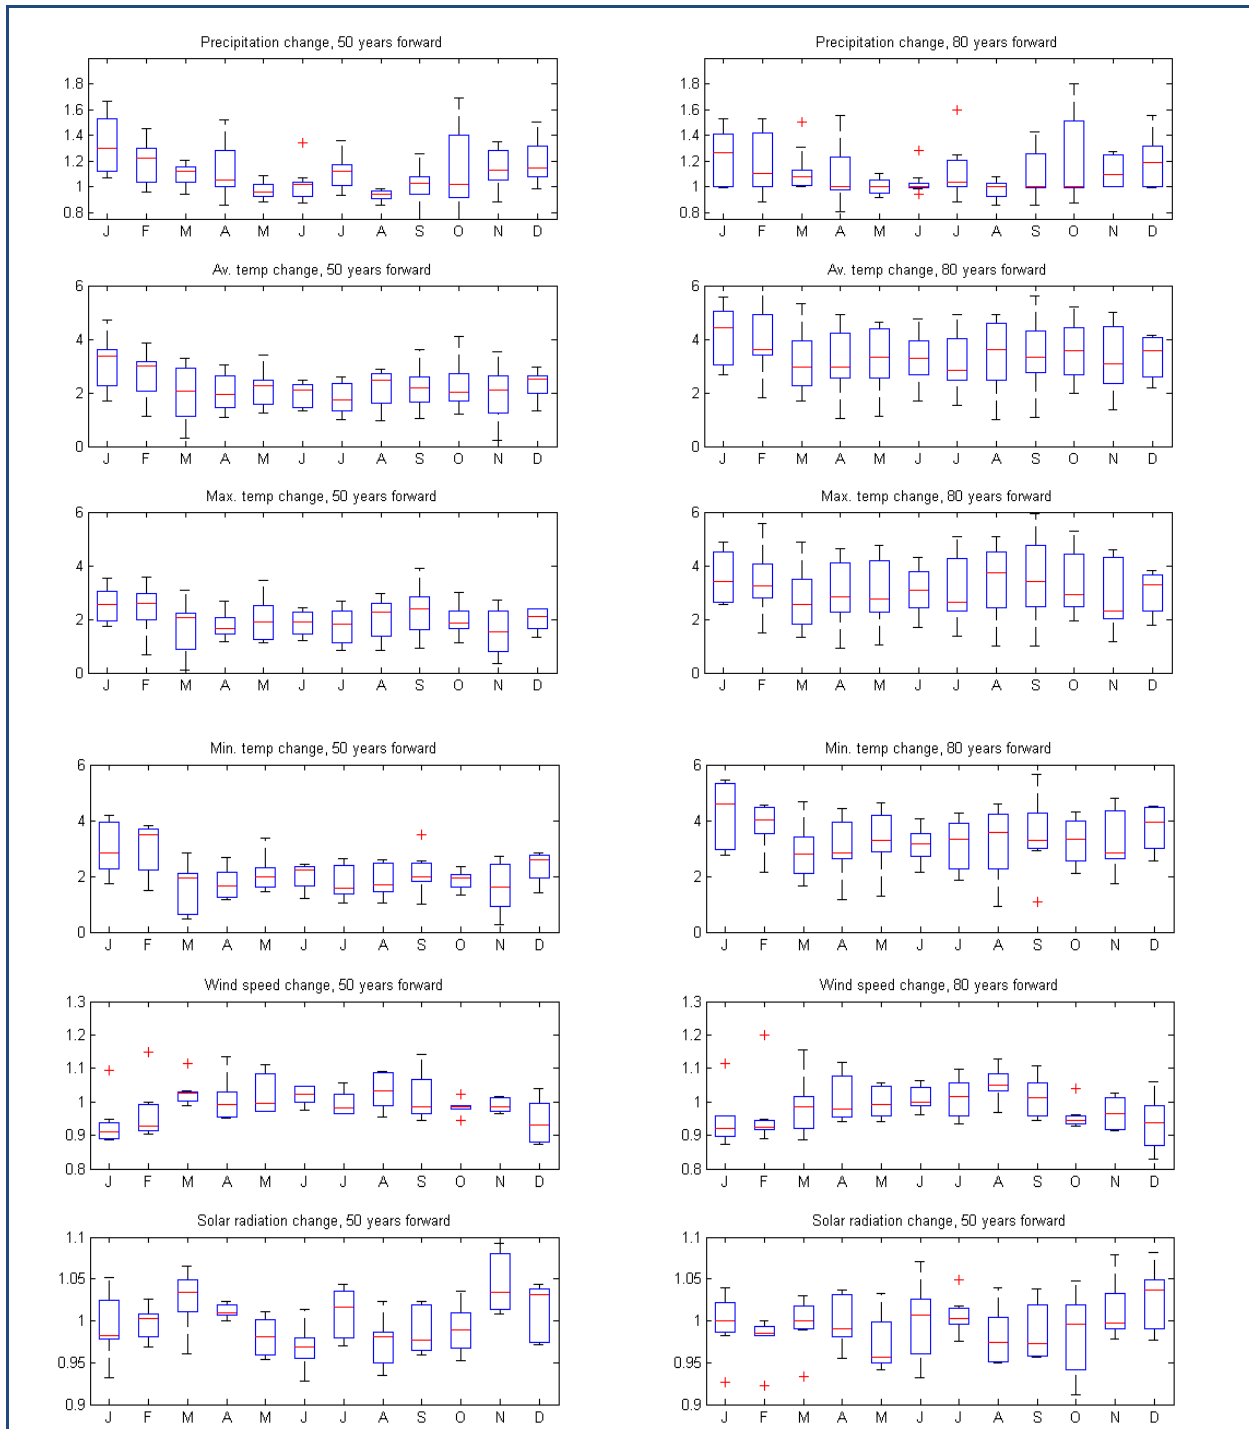 Precipitation change, 50 years forward
1.8
1.6
1.4
1.2
1
0.8
J F M A M J J A S O N D
Precipitation change, 80 years forward
1.8
1.6
1.4
1.2
1
0.8
J F M A M J J A S O N D
Av. temp change, 50 years forward
6
4
2
0
J F M A M J J A S O N D
Av. temp change, 80 years forward
6
4
2
0
J F M A M J J A S O N D
Max. temp change, 50 years forward
6
4
2
0
J F M A M J J A S O N D
Max. temp change, 80 years forward
6
4
2
0
J F M A M J J A S O N D
Min. temp change, 50 years forward
6
4
2
0
J F M A M J J A S O N D
Min. temp change, 80 years forward
6
4
2
0
J F M A M J J A S O N D
Wind speed change, 50 years forward
1.3
1.2
1.1
1
0.9
0.8
J F M A M J J A S O N D
Wind speed change, 80 years forward
1.3
1.2
1.1
1
0.9
0.8
J F M A M J J A S O N D
Solar radiation change, 50 years forward
1.1
1.05
1
0.95
0.9
J F M A M J J A S O N D
Solar radiation change, 50 years forward
1.1
1.05
1
0.95
0.9
J F M A M J J A S O N D